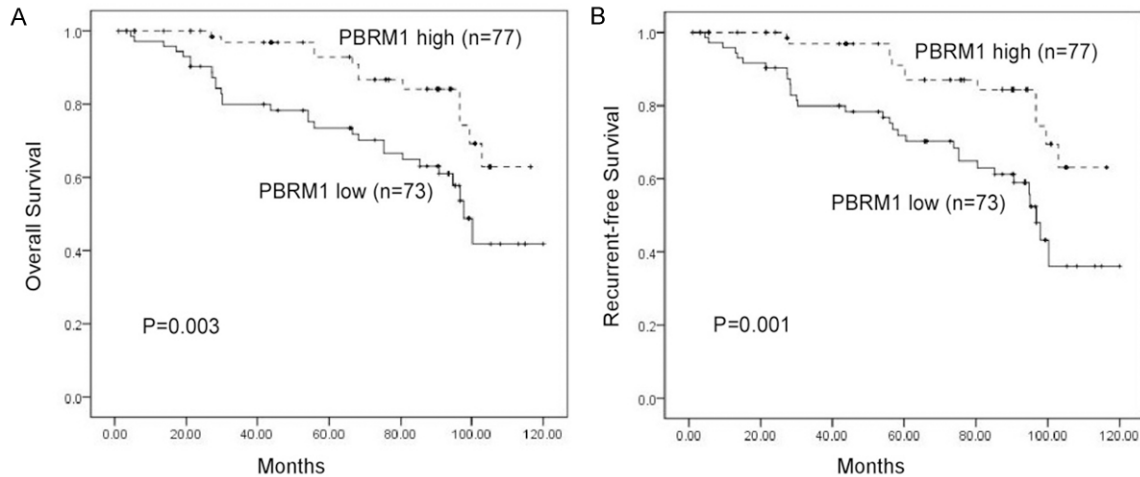 A
Overall Survival
1.0
0.8
0.6
0.4
0.2
0.0
PBRM1 high (n=77)
PBRM1 low (n=73)
P=0.003
0.00 20.00 40.00 60.00 80.00 100.00 120.00
Months
B
Recurrent-free Survival
1.0
0.8
0.6
0.4
0.2
0.0
PBRM1 high (n=77)
PBRM1 low (n=73)
P=0.001
0.00 20.00 40.00 60.00 80.00 100.00 120.00
Months